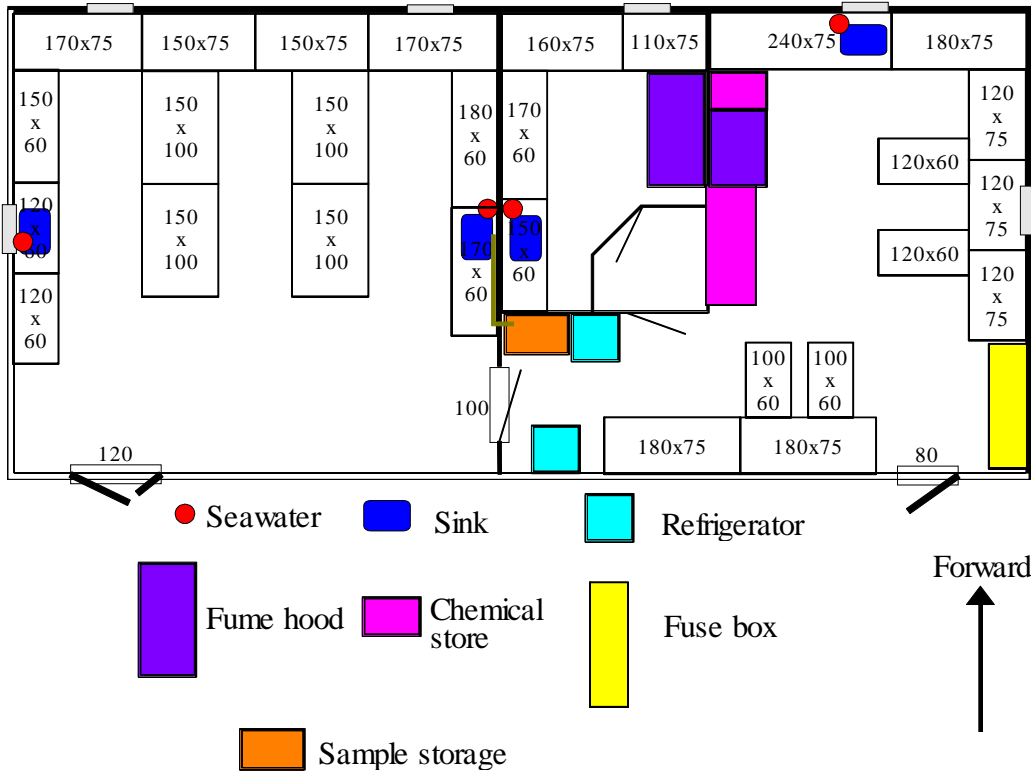 170x75
150x75
150x75
170x75
160x75
110x75
240x75
180x75
150
x
60
150
x
100
150
x
100
180
x
60
170
x
60
120
x
75
120x60
120
x
60
150
x
100
150
x
100
170
x
60
150
x
60
120
x
75
120x60
120
x
60
120
x
75
100
x
60
100
x
60
100
180x75
180x75
120
80
Seawater
Sink
Refrigerator
Forward
Fume hood
Chemical
store
Fuse box
Sample storage